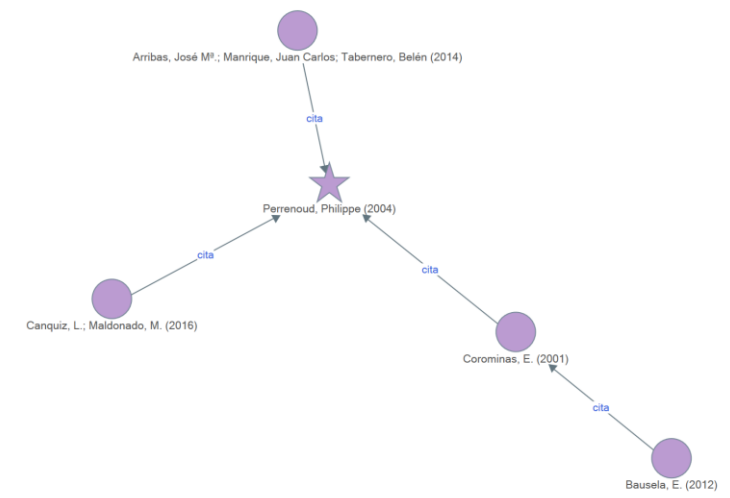 Arribas, José Mª.; Manrique, Juan Carlos; Tabernero, Belén (2014)
cita
Perrenoud, Philippe (2004)
cita
cita
Canquiz, L.; Maldonado, M. (2016)
Corominas, E. (2001)
cita
Bausela, E. (2012)